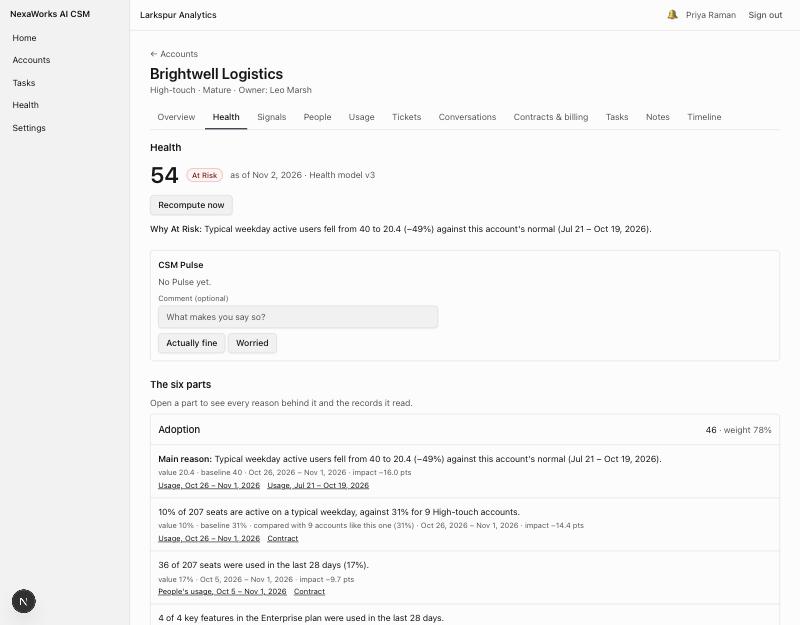 NexaWorks AI CSM
Larkspur Analytics
Priya Raman
Sign out
Home
Accounts
Tasks
Health
Settings
← Accounts
Brightwell Logistics
High-touch · Mature · Owner: Leo Marsh
Overview Health Signals People Usage Tickets Conversations Contracts & billing Tasks Notes Timeline
Health
54 At Risk as of Nov 2, 2026 · Health model v3
Recompute now
Why At Risk: Typical weekday active users fell from 40 to 20.4 (−49%) against this account's normal (Jul 21 – Oct 19, 2026).
CSM Pulse
No Pulse yet.
Comment (optional)
What makes you say so?
Actually fine Worried
The six parts
Open a part to see every reason behind it and the records it read.
Adoption 46 · weight 78%
Main reason: Typical weekday active users fell from 40 to 20.4 (−49%) against this account's normal (Jul 21 – Oct 19, 2026).
value 20.4 · baseline 40 · Oct 26, 2026 – Nov 1, 2026 · impact −16.0 pts
Usage, Oct 26 – Nov 1, 2026 Usage, Jul 21 – Oct 19, 2026
10% of 207 seats are active on a typical weekday, against 31% for 9 High-touch accounts.
value 10% · baseline 31% · compared with 9 accounts like this one (31%) · Oct 26, 2026 – Nov 1, 2026 · impact −14.4 pts
Usage, Oct 26 – Nov 1, 2026 Contract
36 of 207 seats were used in the last 28 days (17%).
value 17% · Oct 5, 2026 – Nov 1, 2026 · impact −9.7 pts
People's usage, Oct 5 – Nov 1, 2026 Contract
4 of 4 key features in the Enterprise plan were used in the last 28 days.
N